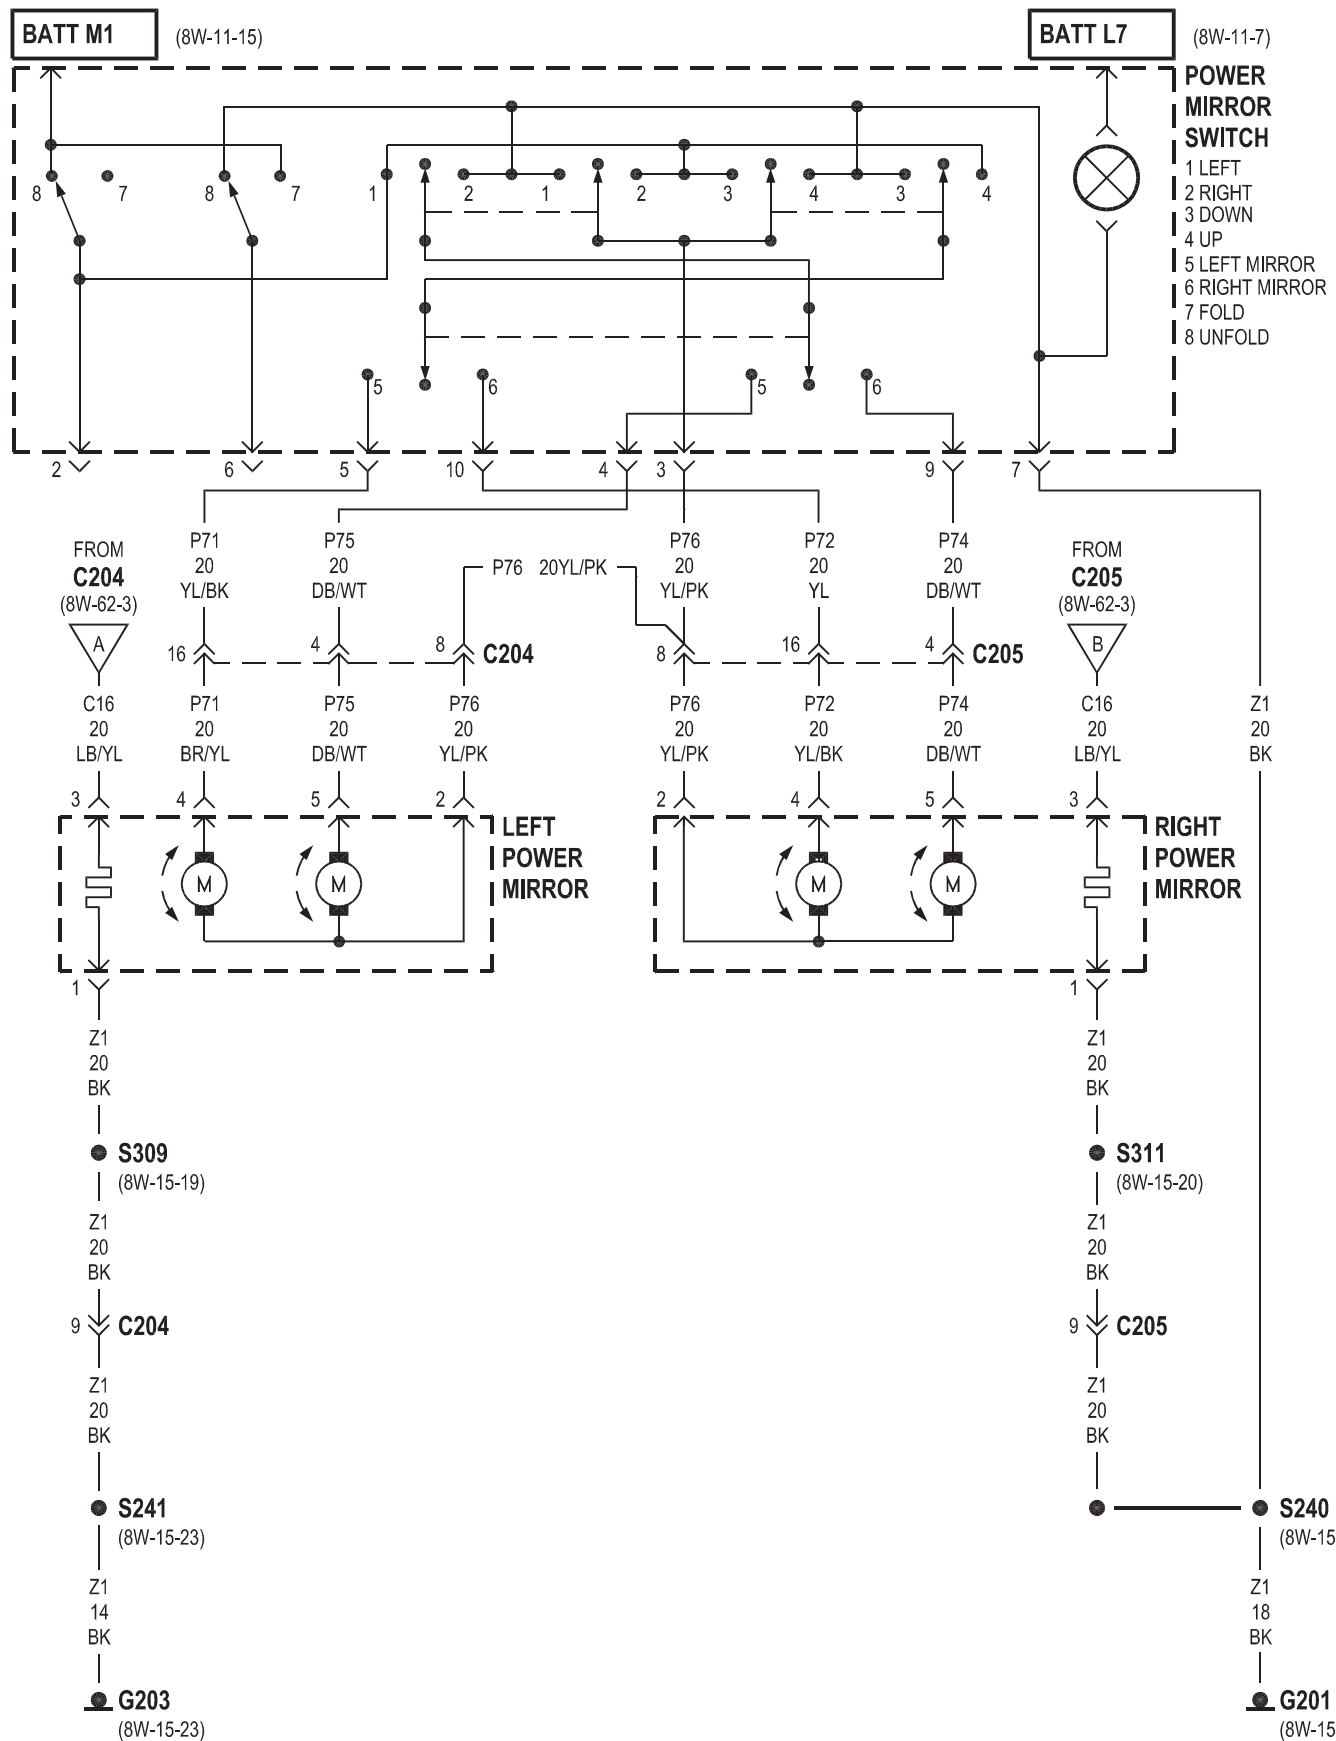 BATT M1
(8W-11-15)
BATT L7
(8W-11-7)
POWER
MIRROR
SWITCH
1 LEFT
2 RIGHT
3 DOWN
4 UP
5 LEFT MIRROR
6 RIGHT MIRROR
7 FOLD
8 UNFOLD
8 7 8 7 1 2 1 2 3 4 3 4
5 6 5 6
2 6 5 10 4 3 9 7
FROM
C204
(8W-62-3)
A
P71
20
YL/BK
P75
20
DB/WT
P76 20YL/PK
P76
20
YL/PK
P72
20
YL
P74
20
DB/WT
FROM
C205
(8W-62-3)
B
16 4 8 C204
8 16 4 C205
C16
20
LB/YL
P71
20
BR/YL
P75
20
DB/WT
P76
20
YL/PK
P76
20
YL/PK
P72
20
YL/BK
P74
20
DB/WT
C16
20
LB/YL
Z1
20
BK
3 4 5 2
2 4 5 3
LEFT
POWER
MIRROR
M M
RIGHT
POWER
MIRROR
M M
1
1
Z1
20
BK
Z1
20
BK
S309
(8W-15-19)
S311
(8W-15-20)
Z1
20
BK
Z1
20
BK
9 C204
9 C205
Z1
20
BK
Z1
20
BK
S241
(8W-15-23)
S240
(8W-15
Z1
14
BK
Z1
18
BK
G203
(8W-15-23)
G201
(8W-15